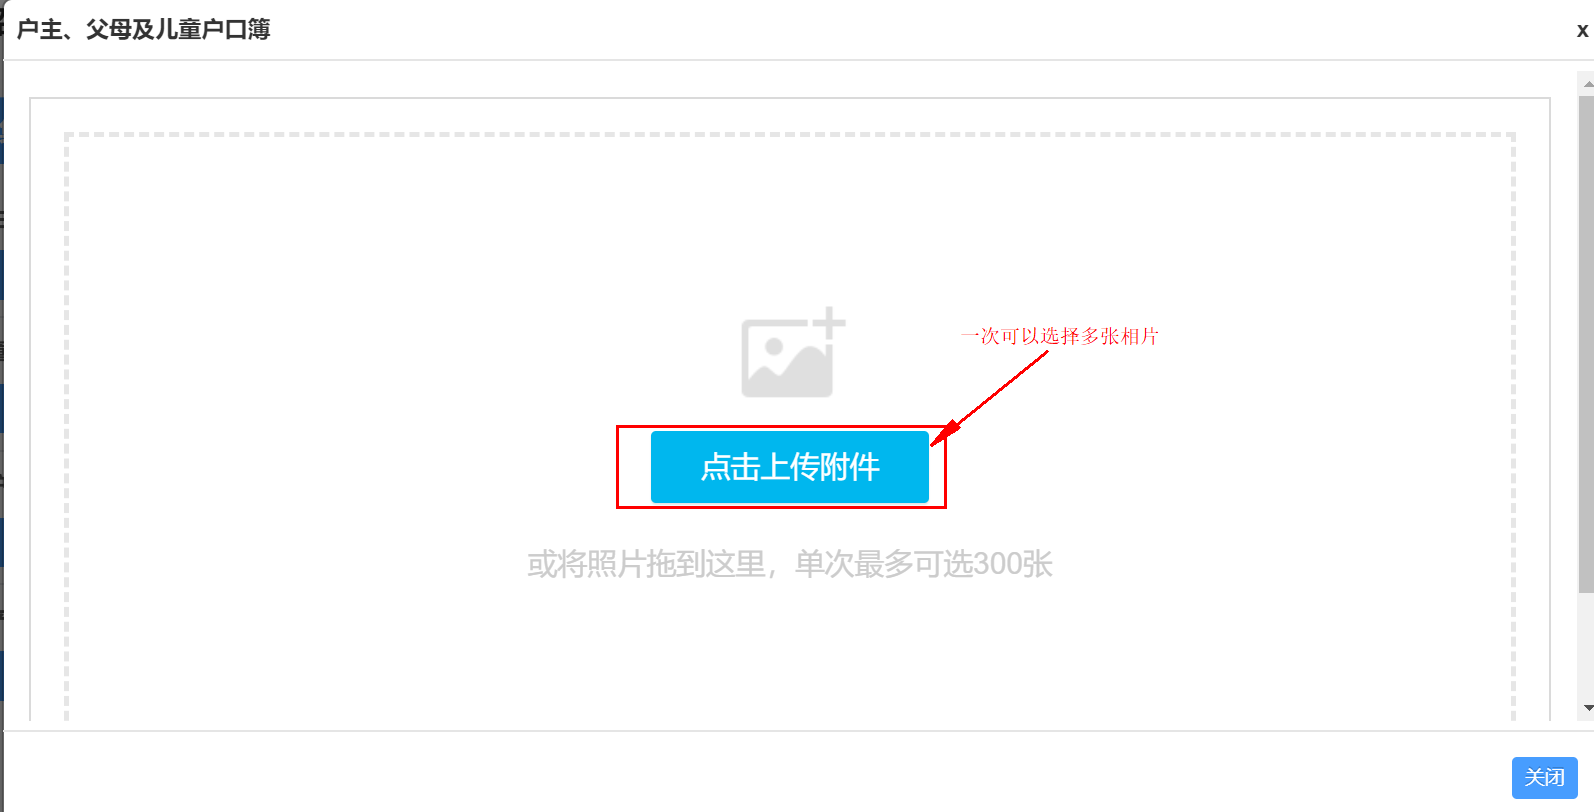 户主、父母及儿童户口簿
x
一次可以选择多张相片
点击上传附件
或将照片拖到这里，单次最多可选300张
关闭